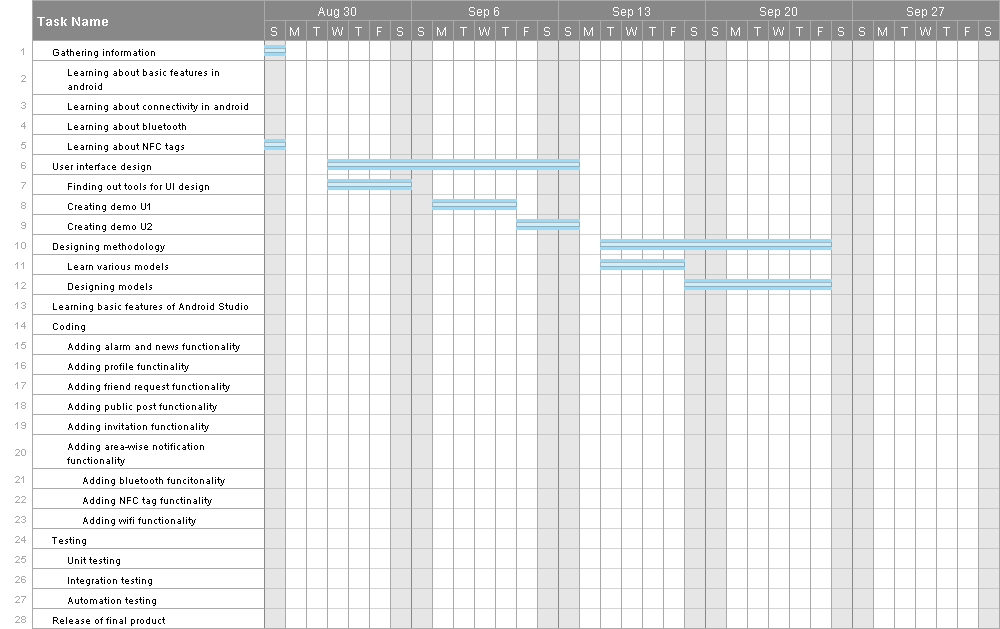 Task Name
Aug 30 Sep 6 Sep 13 Sep 20 Sep 27
S M T W T F S S M T W T F S S M T W T F S S M T W T F S S M T W T F S
1 Gathering information
2 Learning about basic features in
android
3 Learning about connectivity in android
4 Learning about bluetooth
5 Learning about NFC tags
6 User interface design
7 Finding out tools for UI design
8 Creating demo U1
9 Creating demo U2
10 Designing methodology
11 Learn various models
12 Designing models
13 Learning basic features of Android Studio
14 Coding
15 Adding alarm and news functionality
16 Adding profile functinality
17 Adding friend request functionality
18 Adding public post functionality
19 Adding invitation functionality
20 Adding area-wise notification
functionality
21 Adding bluetooth funcitonality
22 Adding NFC tag functinality
23 Adding wifi functionality
24 Testing
25 Unit testing
26 Integration testing
27 Automation testing
28 Release of final product